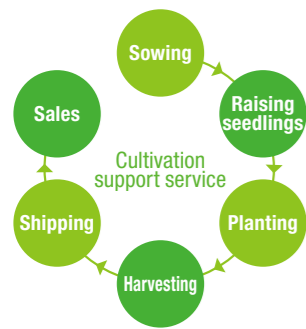 Sowing
Raising
seedlings
Planting
Harvesting
Shipping
Sales
Cultivation
support service